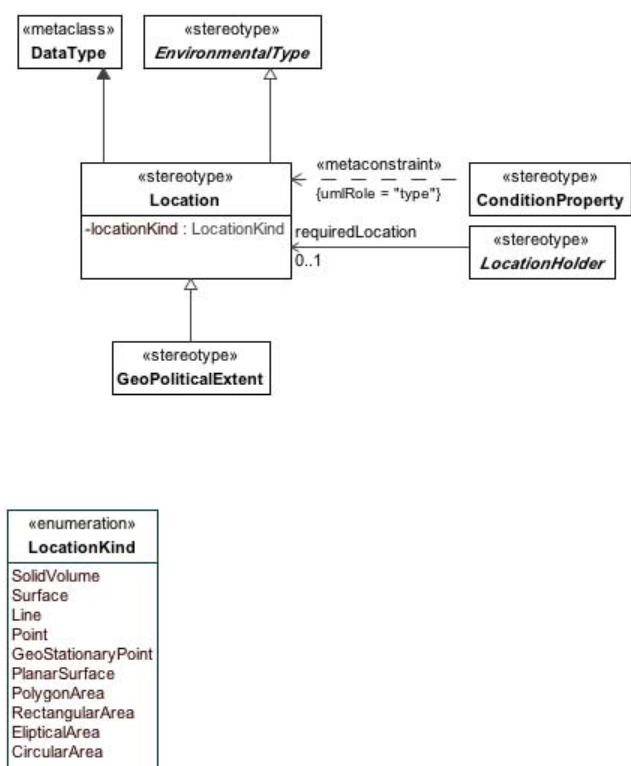 «metaclass»
DataType
«stereotype»
EnvironmentalType
«stereotype»
Location
-locationKind : LocationKind
«metaconstraint»
{umlRole = "type"}
«stereotype»
ConditionProperty
requiredLocation
0..1
«stereotype»
LocationHolder
«stereotype»
GeoPoliticalExtent
«enumeration»
LocationKind
SolidVolume
Surface
Line
Point
GeoStationaryPoint
PlanarSurface
PolygonArea
RectangularArea
ElipticalArea
CircularArea